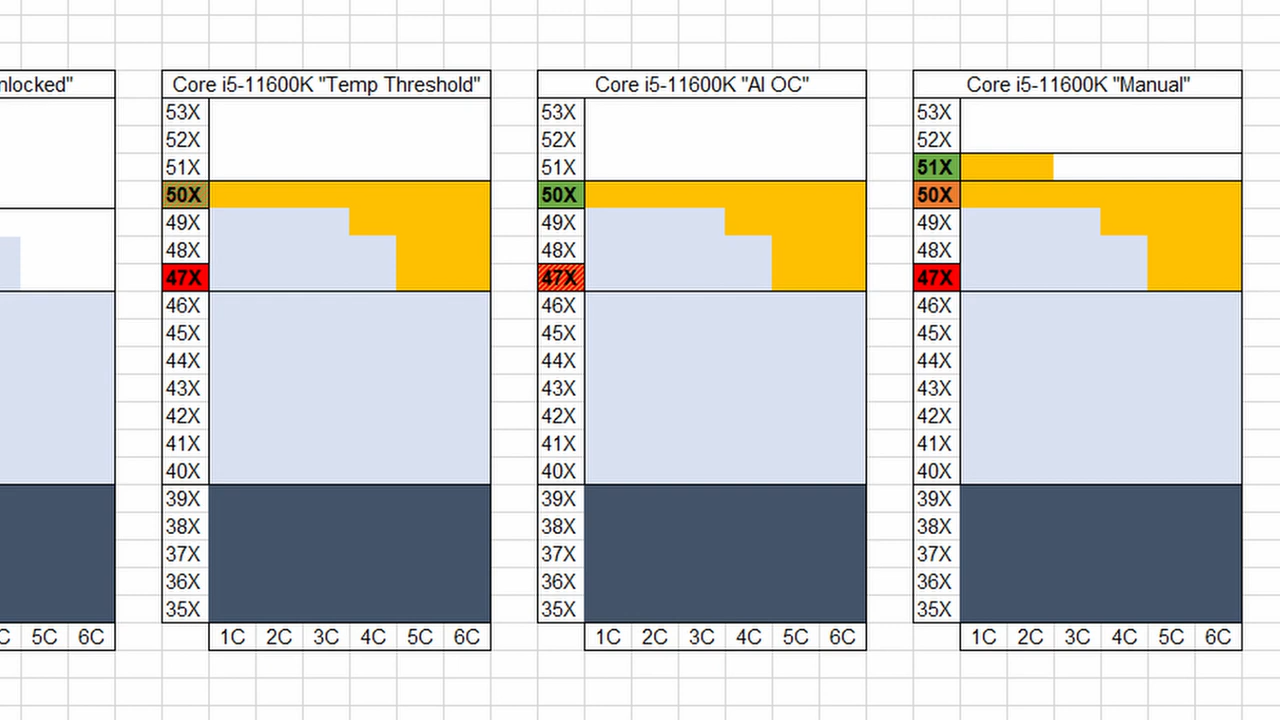 nlocked" Core i5-11600K "Temp Threshold" Core i5-11600K "AI OC" Core i5-11600K "Manual"
53X 53X 53X
52X 52X 52X
51X 51X 51X
50X 50X 50X
49X 49X 49X
48X 48X 48X
47X 47X 47X
46X 46X 46X
45X 45X 45X
44X 44X 44X
43X 43X 43X
42X 42X 42X
41X 41X 41X
40X 40X 40X
39X 39X 39X
38X 38X 38X
37X 37X 37X
36X 36X 36X
35X 35X 35X
C 5C 6C 1C 2C 3C 4C 5C 6C 1C 2C 3C 4C 5C 6C 1C 2C 3C 4C 5C 6C